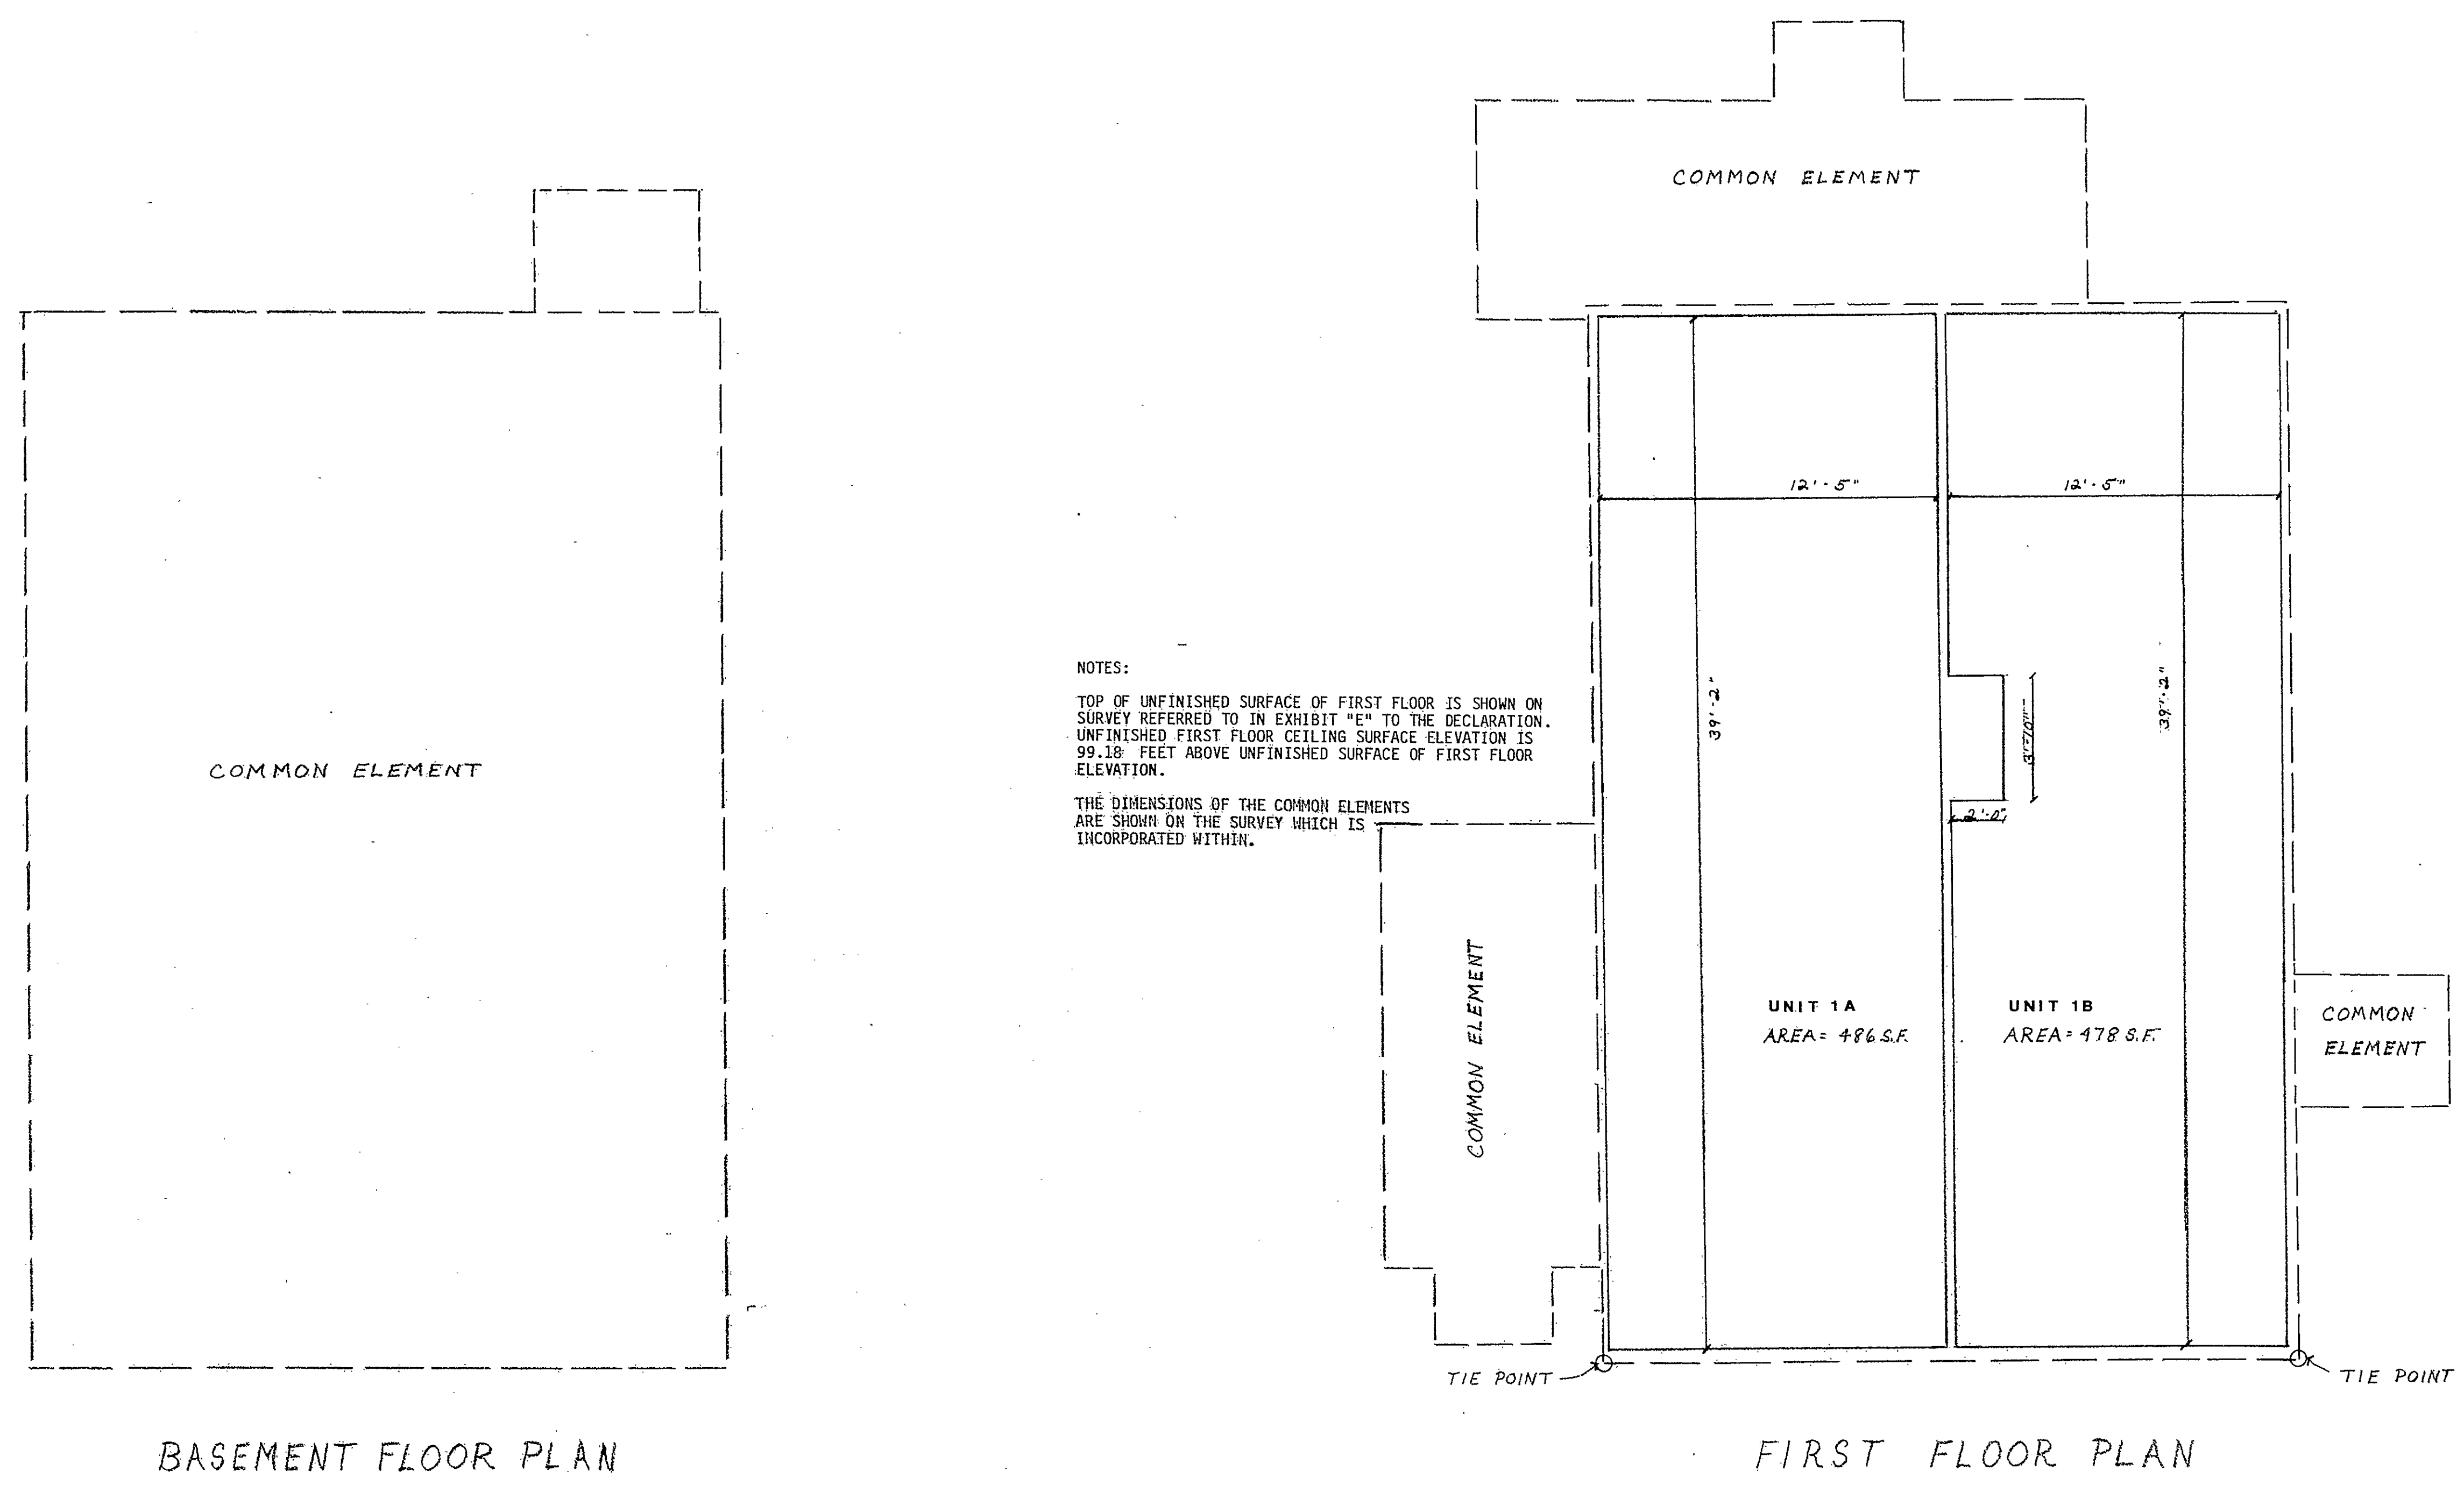 COMMON ELEMENT
12'-5"
12'-5"
NOTES:
TOP OF UNFINISHED SURFACE OF FIRST FLOOR IS SHOWN ON
SURVEY REFERRED TO IN EXHIBIT "E" TO THE DECLARATION.
UNFINISHED FIRST FLOOR CEILING SURFACE ELEVATION IS
99.18 FEET ABOVE UNFINISHED SURFACE OF FIRST FLOOR
ELEVATION.
THE DIMENSIONS OF THE COMMON ELEMENTS
ARE SHOWN ON THE SURVEY WHICH IS
INCORPORATED WITHIN.
39'-2"
39'-2"
COMMON ELEMENT
2'-0"
COMMON ELEMENT
UNIT 1A
AREA= 486 S.F.
UNIT 1B
AREA= 478 S.F.
COMMON
ELEMENT
TIE POINT
TIE POINT
BASEMENT FLOOR PLAN
FIRST FLOOR PLAN